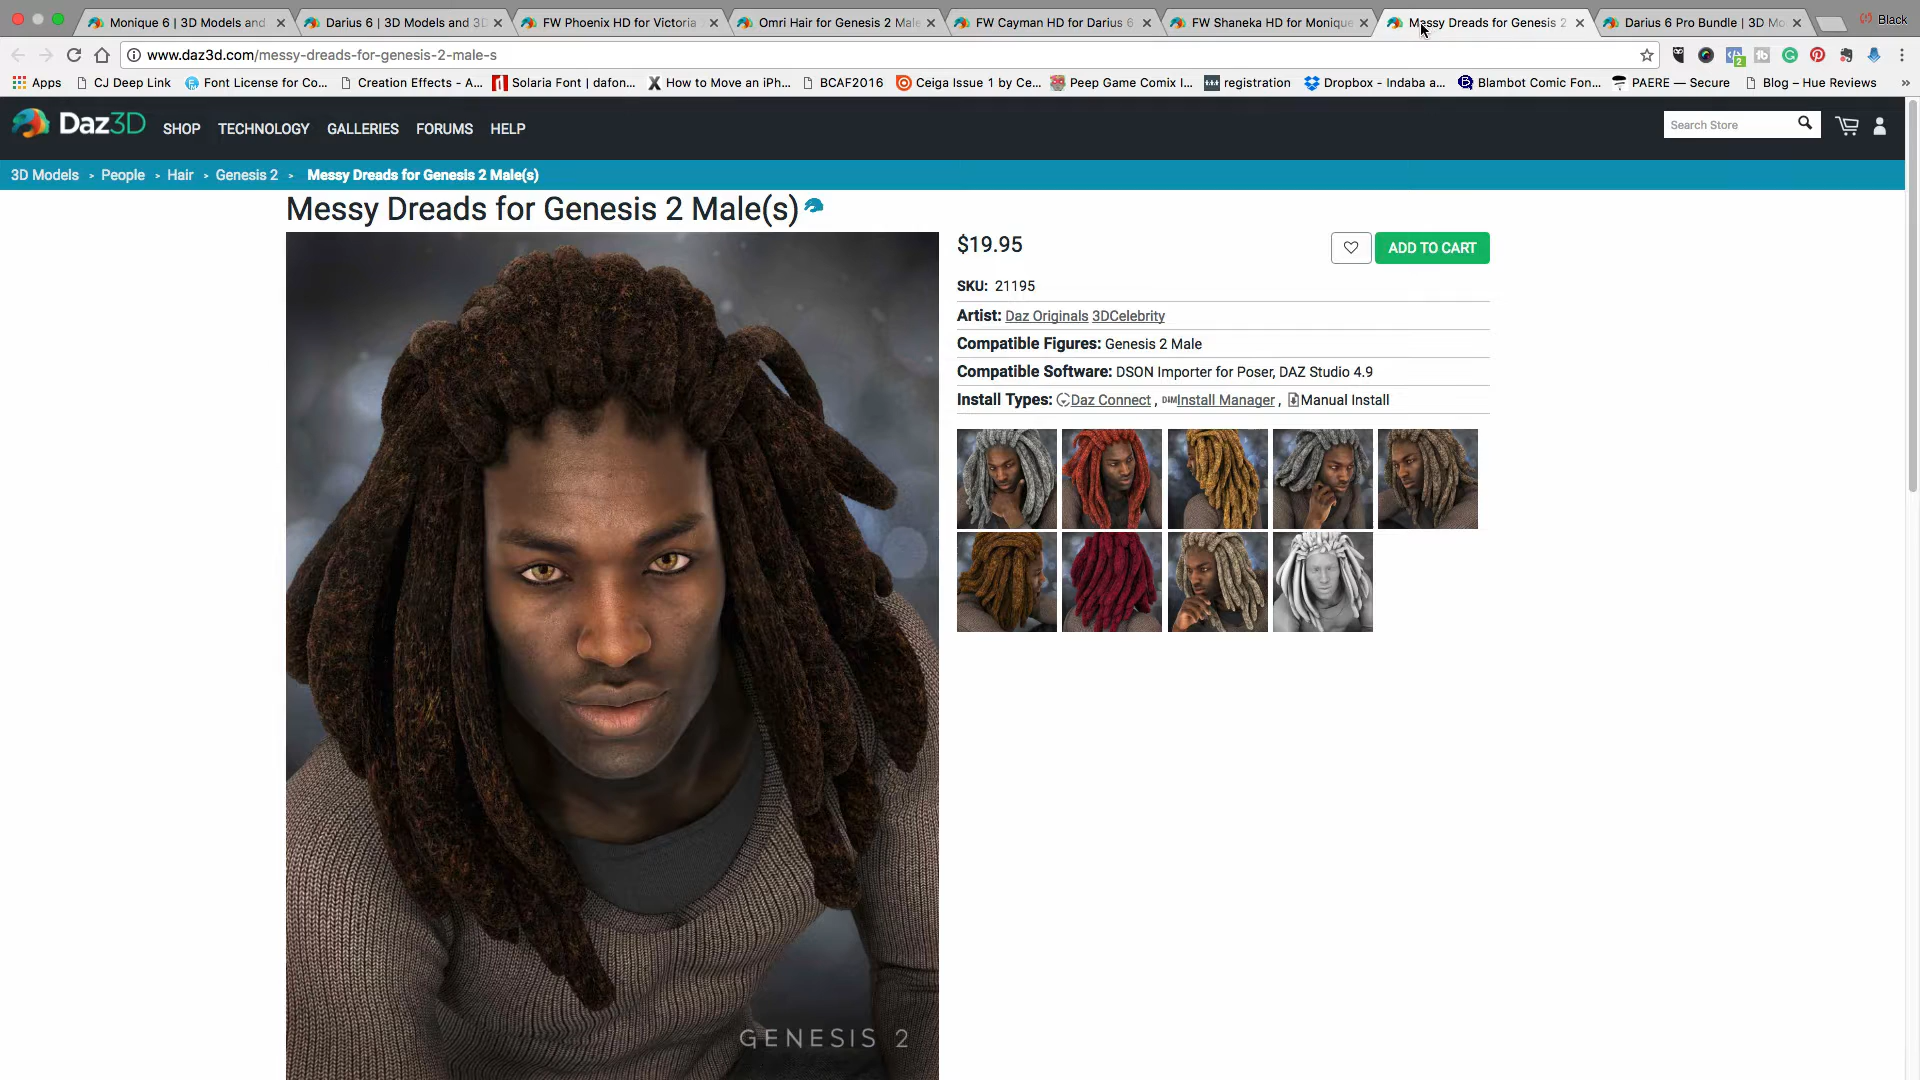 Monique 6 | 3D Models and
Darius 6 | 3D Models and 3D
FW Phoenix HD for Victoria
Omri Hair for Genesis 2 Male
FW Cayman HD for Darius 6
FW Shaneka HD for Monique
Messy Dreads for Genesis 2
Darius 6 Pro Bundle | 3D Mo
Black
www.daz3d.com/messy-dreads-for-genesis-2-male-s
2
Apps
CJ Deep Link
Font License for Co...
Creation Effects - A...
Solaria Font | dafon...
How to Move an iPh...
BCAF2016
Ceiga Issue 1 by Ce...
Peep Game Comix I...
registration
Dropbox - Indaba a...
Blambot Comic Fon...
PAERE — Secure
Blog – Hue Reviews
»
Daz3D
SHOP
TECHNOLOGY
GALLERIES
FORUMS
HELP
Search Store
3D Models > People > Hair > Genesis 2 > Messy Dreads for Genesis 2 Male(s)
Messy Dreads for Genesis 2 Male(s)
$19.95
ADD TO CART
SKU: 21195
Artist: Daz Originals 3DCelebrity
Compatible Figures: Genesis 2 Male
Compatible Software: DSON Importer for Poser, DAZ Studio 4.9
Install Types: Daz Connect , DIM Install Manager , Manual Install
GENESIS 2